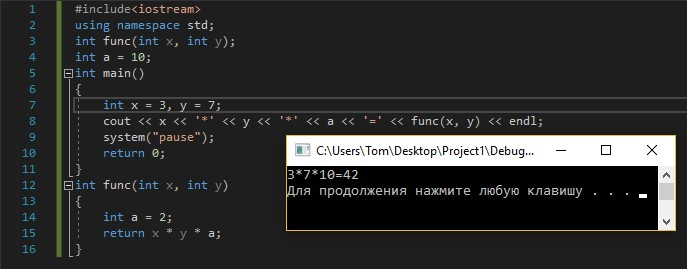 1 #include<iostream>
2 using namespace std;
3 int func(int x, int y);
4 int a = 10;
5 int main()
6 {
7 int x = 3, y = 7;
8 cout << x << '*' << y << '*' << a << '=' << func(x, y) << endl;
9 system("pause");
10 return 0;
11 }
12 int func(int x, int y)
13 {
14 int a = 2;
15 return x * y * a;
16 }
C:\Users\Tom\Desktop\Project1\Debug...
3*7*10=42
Для продолжения нажмите любую клавишу . . .